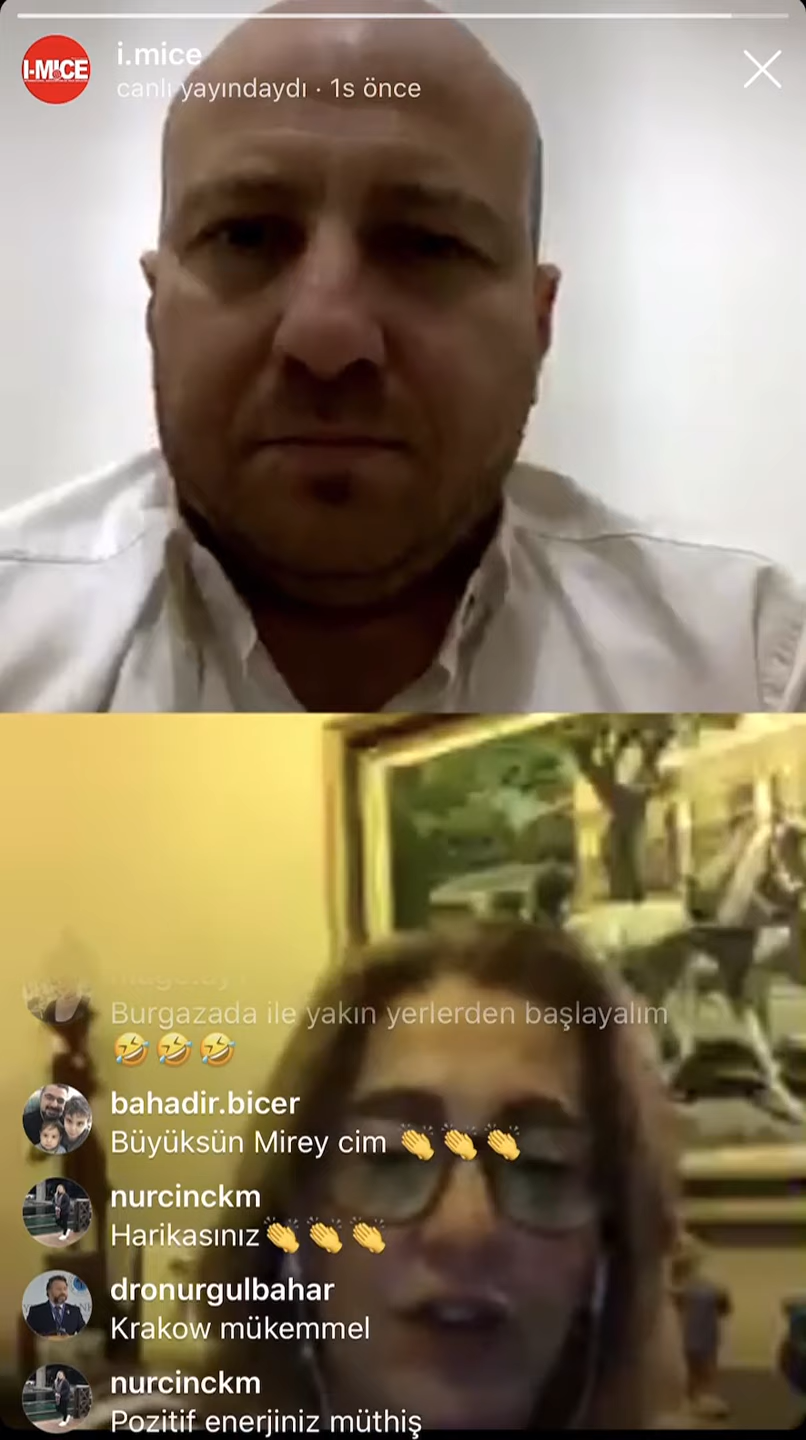 I-MICE
i.mice
canlı yayındaydı · 1s önce
Burgazada ile yakın yerlerden başlayalım
🤣🤣🤣
bahadir.bicer
Büyüksün Mirey cim 👏👏👏
nurcinckm
Harikasınız👏👏👏
dronurgulbahar
Krakow mükemmel
nurcinckm
Pozitif enerjiniz müthiş